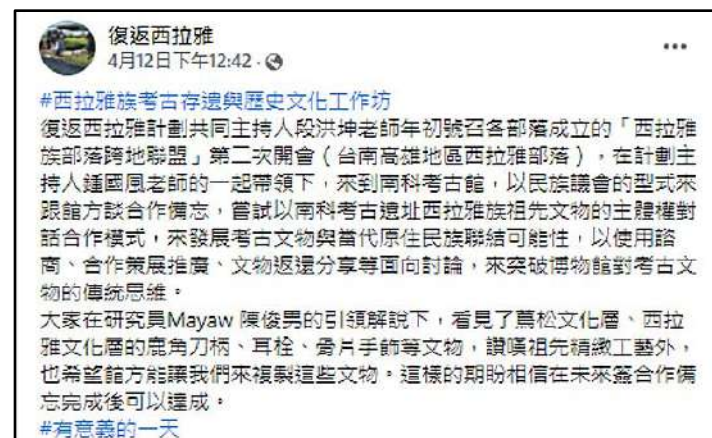 復返西拉雅
4月12日下午12:42 ·
#西拉雅族考古存遺與歷史文化工作坊
復返西拉雅計劃共同主持人段洪坤老師年初號召各部落成立的「西拉雅
族部落跨地聯盟」第二次開會（台南高雄地區西拉雅部落），在計劃主
持人鍾國風老師的一起帶領下，來到南科考古館，以民族議會的型式來
跟館方談合作備忘，嘗試以南科考古遺址西拉雅族祖先文物的主體權對
話合作模式，來發展考古文物與當代原住民族聯結可能性，以使用諮
商、合作策展推廣、文物返還分享等面向討論，來突破博物館對考古文
物的傳統思維。
大家在研究員Mayaw 陳俊男的引領解說下，看見了蔦松文化層、西拉
雅文化層的鹿角刀柄、耳栓、骨片手飾等文物，讚嘆祖先精緻工藝外，
也希望館方能讓我們來複製這些文物。這樣的期盼相信在未來簽合作備
忘完成後可以達成。
#有意義的一天